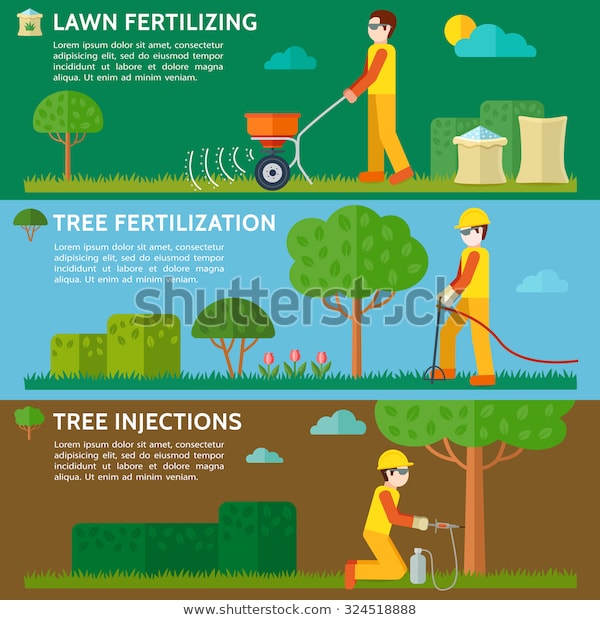 LAWN FERTILIZING
Lorem ipsum dolor sit amet,
consectetur adipisicing elit, sed do
eiusmod tempor incididunt ut
labore et dolore magna
aliqua. Ut enim ad
minim veniam.
TREE FERTILIZATION
Lorem ipsum dolor sit amet,
consectetur adipisicing elit, sed do
eiusmod tempor incididunt ut
labore et dolore magna
aliqua. Ut enim ad
minim veniam.
shutterstock
TREE INJECTIONS
Lorem ipsum dolor sit amet,
consectetur adipisicing elit, sed do
eiusmod tempor incididunt ut
labore et dolore magna
aliqua. Ut enim ad
minim veniam.
shutterstock.com • 324518888